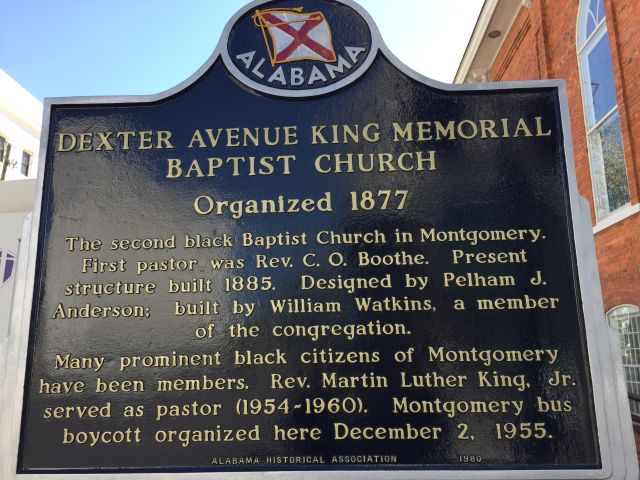 ALABAMA
DEXTER AVENUE KING MEMORIAL
BAPTIST CHURCH
Organized 1877
The second black Baptist Church in Montgomery.
First pastor was Rev. C. O. Boothe. Present
structure built 1885. Designed by Pelham J.
Anderson; built by William Watkins, a member
of the congregation.
Many prominent black citizens of Montgomery
have been members. Rev. Martin Luther King, Jr.
served as pastor (1954-1960). Montgomery bus
boycott organized here December 2, 1955.
ALABAMA HISTORICAL ASSOCIATION 1980